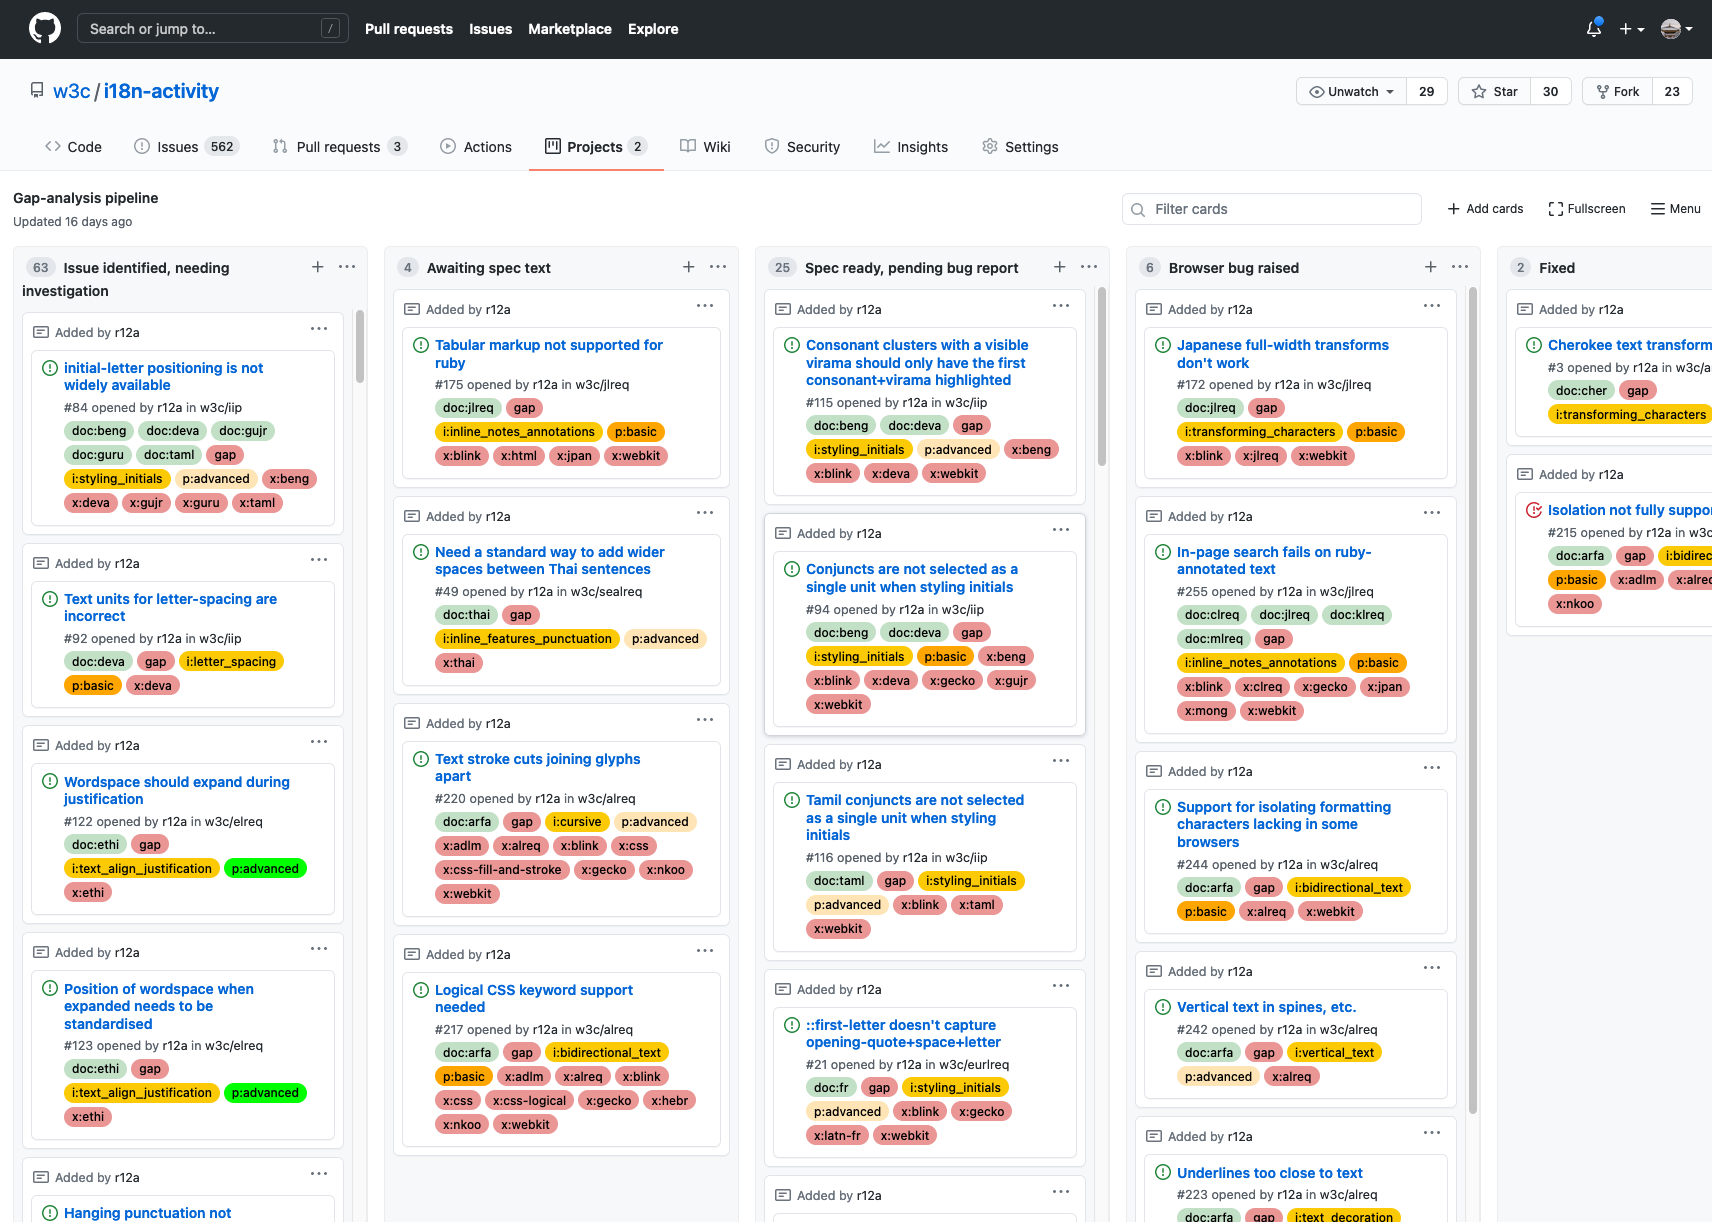 Search or jump to... /
Pull requests Issues Marketplace Explore
w3c / i18n-activity
Unwatch 29 Star 30 Fork 23
Code Issues 562 Pull requests 3 Actions Projects 2 Wiki Security Insights Settings
Gap-analysis pipeline
Updated 16 days ago
Filter cards Add cards Fullscreen Menu
63 Issue identified, needing
investigation
Added by r12a
initial-letter positioning is not
widely available
#84 opened by r12a in w3c/iip
doc:beng doc:deva doc:gujr
doc:guru doc:taml gap
i:styling_initials p:advanced x:beng
x:deva x:gujr x:guru x:taml
Added by r12a
Text units for letter-spacing are
incorrect
#92 opened by r12a in w3c/iip
doc:deva gap i:letter_spacing
p:basic x:deva
Added by r12a
Wordspace should expand during
justification
#122 opened by r12a in w3c/elreq
doc:ethi gap
i:text_align_justification p:advanced
x:ethi
Added by r12a
Position of wordspace when
expanded needs to be
standardised
#123 opened by r12a in w3c/elreq
doc:ethi gap
i:text_align_justification p:advanced
x:ethi
Added by r12a
Hanging punctuation not
4 Awaiting spec text
Added by r12a
Tabular markup not supported for
ruby
#175 opened by r12a in w3c/jlreq
doc:jlreq gap
i:inline_notes_annotations p:basic
x:blink x:html x:jpan x:webkit
Added by r12a
Need a standard way to add wider
spaces between Thai sentences
#49 opened by r12a in w3c/sealreq
doc:thai gap
i:inline_features_punctuation p:advanced
x:thai
Added by r12a
Text stroke cuts joining glyphs
apart
#220 opened by r12a in w3c/alreq
doc:arfa gap i:cursive p:advanced
x:adlm x:alreq x:blink x:css
x:css-fill-and-stroke x:gecko x:nkoo
x:webkit
Added by r12a
Logical CSS keyword support
needed
#217 opened by r12a in w3c/alreq
doc:arfa gap i:bidirectional_text
p:basic x:adlm x:alreq x:blink
x:css x:css-logical x:gecko x:hebr
x:nkoo x:webkit
25 Spec ready, pending bug report
Added by r12a
Consonant clusters with a visible
virama should only have the first
consonant+virama highlighted
#115 opened by r12a in w3c/iip
doc:beng doc:deva gap
i:styling_initials p:advanced x:beng
x:blink x:deva x:webkit
Added by r12a
Conjuncts are not selected as a
single unit when styling initials
#94 opened by r12a in w3c/iip
doc:beng doc:deva gap
i:styling_initials p:basic x:beng
x:blink x:deva x:gecko x:gujr
x:webkit
Added by r12a
Tamil conjuncts are not selected
as a single unit when styling
initials
#116 opened by r12a in w3c/iip
doc:taml gap i:styling_initials
p:advanced x:blink x:taml
x:webkit
Added by r12a
::first-letter doesn't capture
opening-quote+space+letter
#21 opened by r12a in w3c/eurlreq
doc:fr gap i:styling_initials
p:advanced x:blink x:gecko
x:latn-fr x:webkit
Added by r12a
6 Browser bug raised
Added by r12a
Japanese full-width transforms
don't work
#172 opened by r12a in w3c/jlreq
doc:jlreq gap
i:transforming_characters p:basic
x:blink x:jlreq x:webkit
Added by r12a
In-page search fails on ruby-
annotated text
#255 opened by r12a in w3c/jlreq
doc:clreq doc:jlreq doc:klreq
doc:mlreq gap
i:inline_notes_annotations p:basic
x:blink x:clreq x:gecko x:jpan
x:mong x:webkit
Added by r12a
Support for isolating formatting
characters lacking in some
browsers
#244 opened by r12a in w3c/alreq
doc:arfa gap i:bidirectional_text
p:basic x:alreq x:webkit
Added by r12a
Vertical text in spines, etc.
#242 opened by r12a in w3c/alreq
doc:arfa gap i:vertical_text
p:advanced x:alreq
Added by r12a
Underlines too close to text
#223 opened by r12a in w3c/alreq
doc:arfa gap i:text_decoration
2 Fixed
Added by r12a
Cherokee text transform
#3 opened by r12a in w3c/a
doc:cher gap
i:transforming_characters
Added by r12a
Isolation not fully suppo
#215 opened by r12a in w3c
doc:arfa gap i:bidirec
p:basic x:adlm x:alreq
x:nkoo